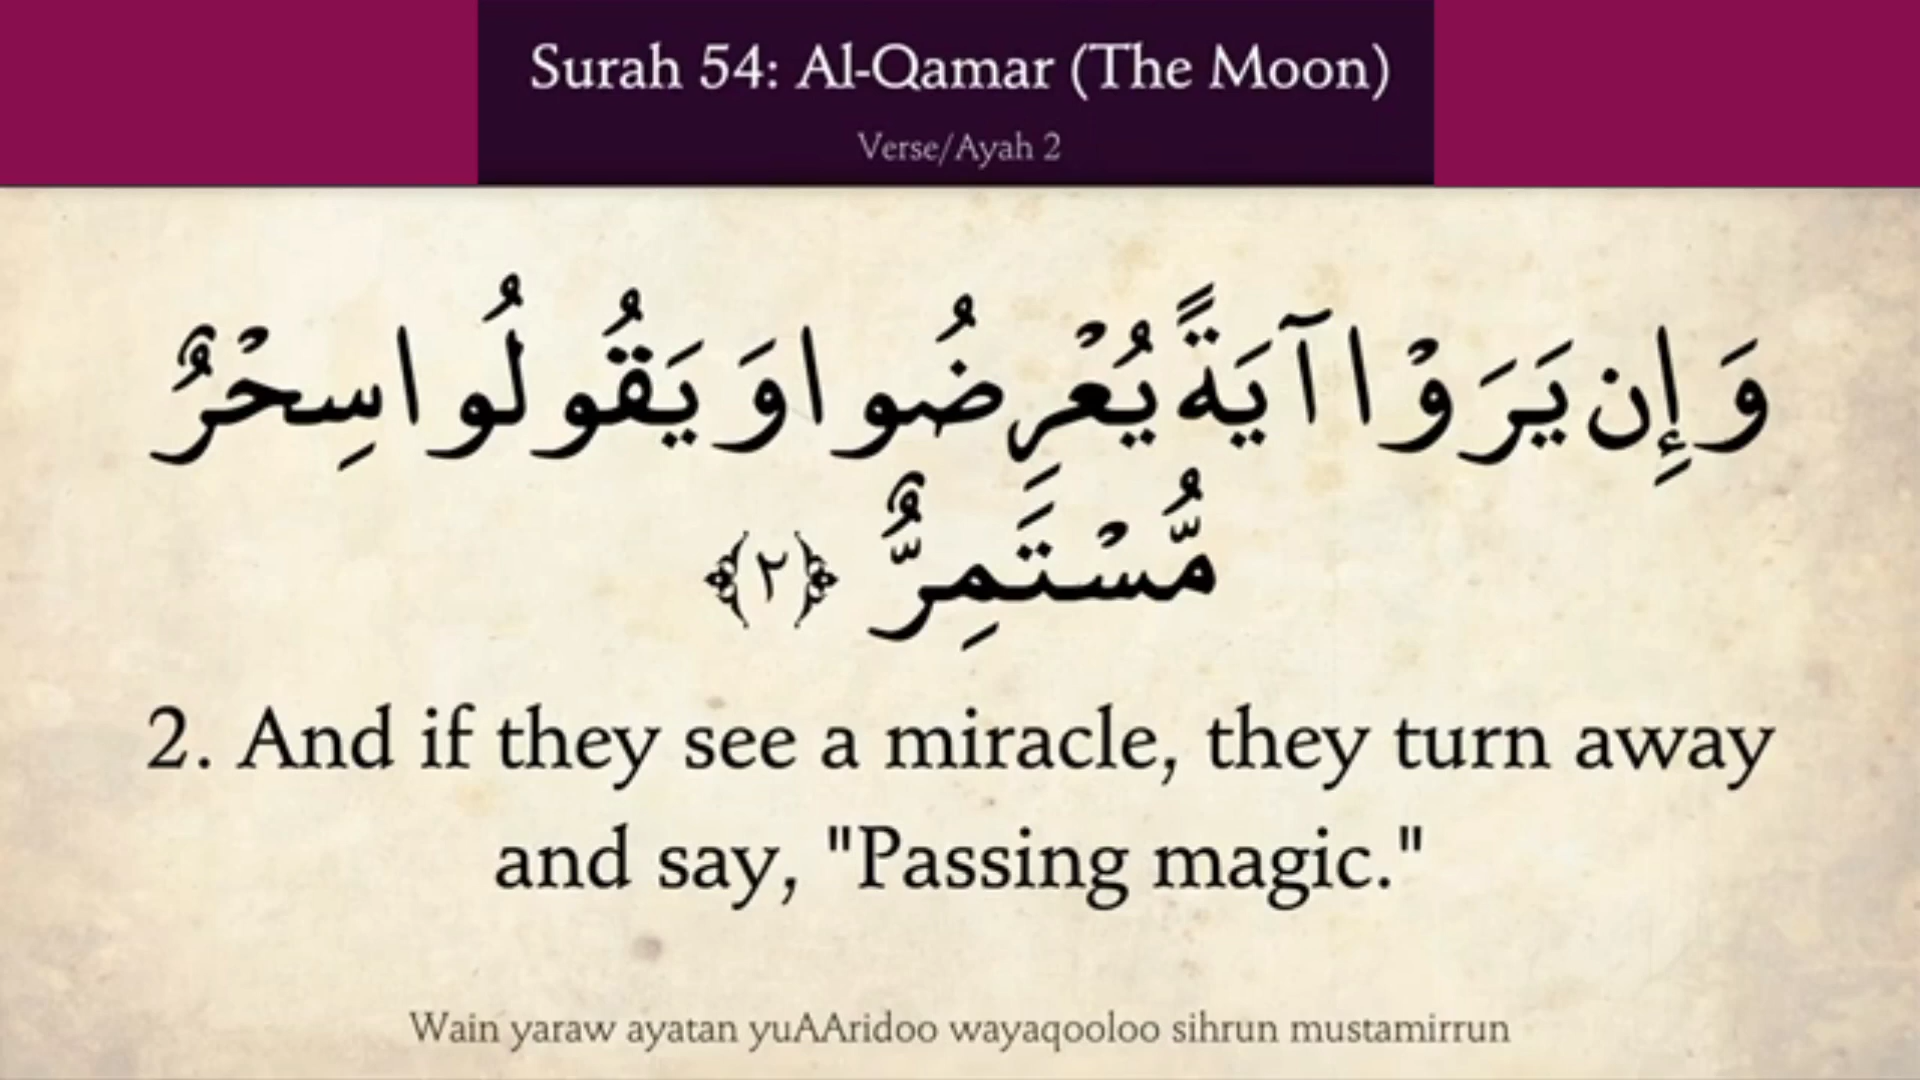 Surah 54: Al-Qamar (The Moon)
Verse/Ayah 2
وَإِن يَرَوْا آيَةً يُعْرِضُوا وَيَقُولُوا سِحْرٌ
مُّسْتَمِرٌّ ﴿٢﴾
2. And if they see a miracle, they turn away
and say, "Passing magic."
Wain yaraw ayatan yuAAridoo wayaqooloo sihrun mustamirrun